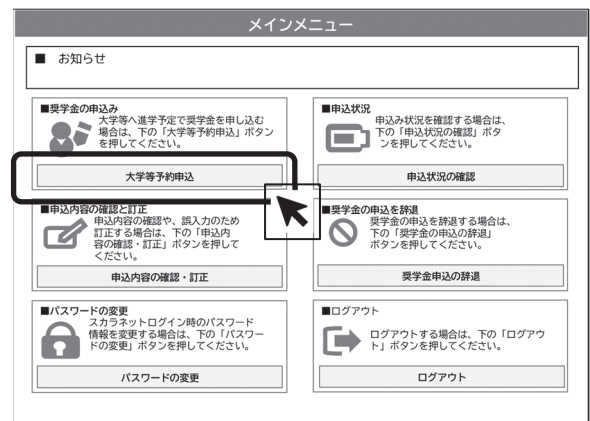 メインメニュー
■ お知らせ
■奨学金の申込み
大学等へ進学予定で奨学金を申し込む
場合は、下の「大学等予約申込」ボタン
を押してください。
大学等予約申込
■申込状況
申込み状況を確認する場合は、
下の「申込状況の確認」ボタ
ンを押してください。
申込状況の確認
■申込内容の確認と訂正
申込内容の確認や、誤入力のため
訂正する場合は、下の「申込内
容の確認・訂正」ボタンを押して
ください。
申込内容の確認・訂正
■奨学金の申込を辞退
奨学金の申込を辞退する場合は、
下の「奨学金の申込の辞退」
ボタンを押してください。
奨学金申込の辞退
■パスワードの変更
スカラネットログイン時のパスワード
情報を変更する場合は、下の「パスワー
ドの変更」ボタンを押してください。
パスワードの変更
■ログアウト
ログアウトする場合は、下の「ログアウ
ト」ボタンを押してください。
ログアウト